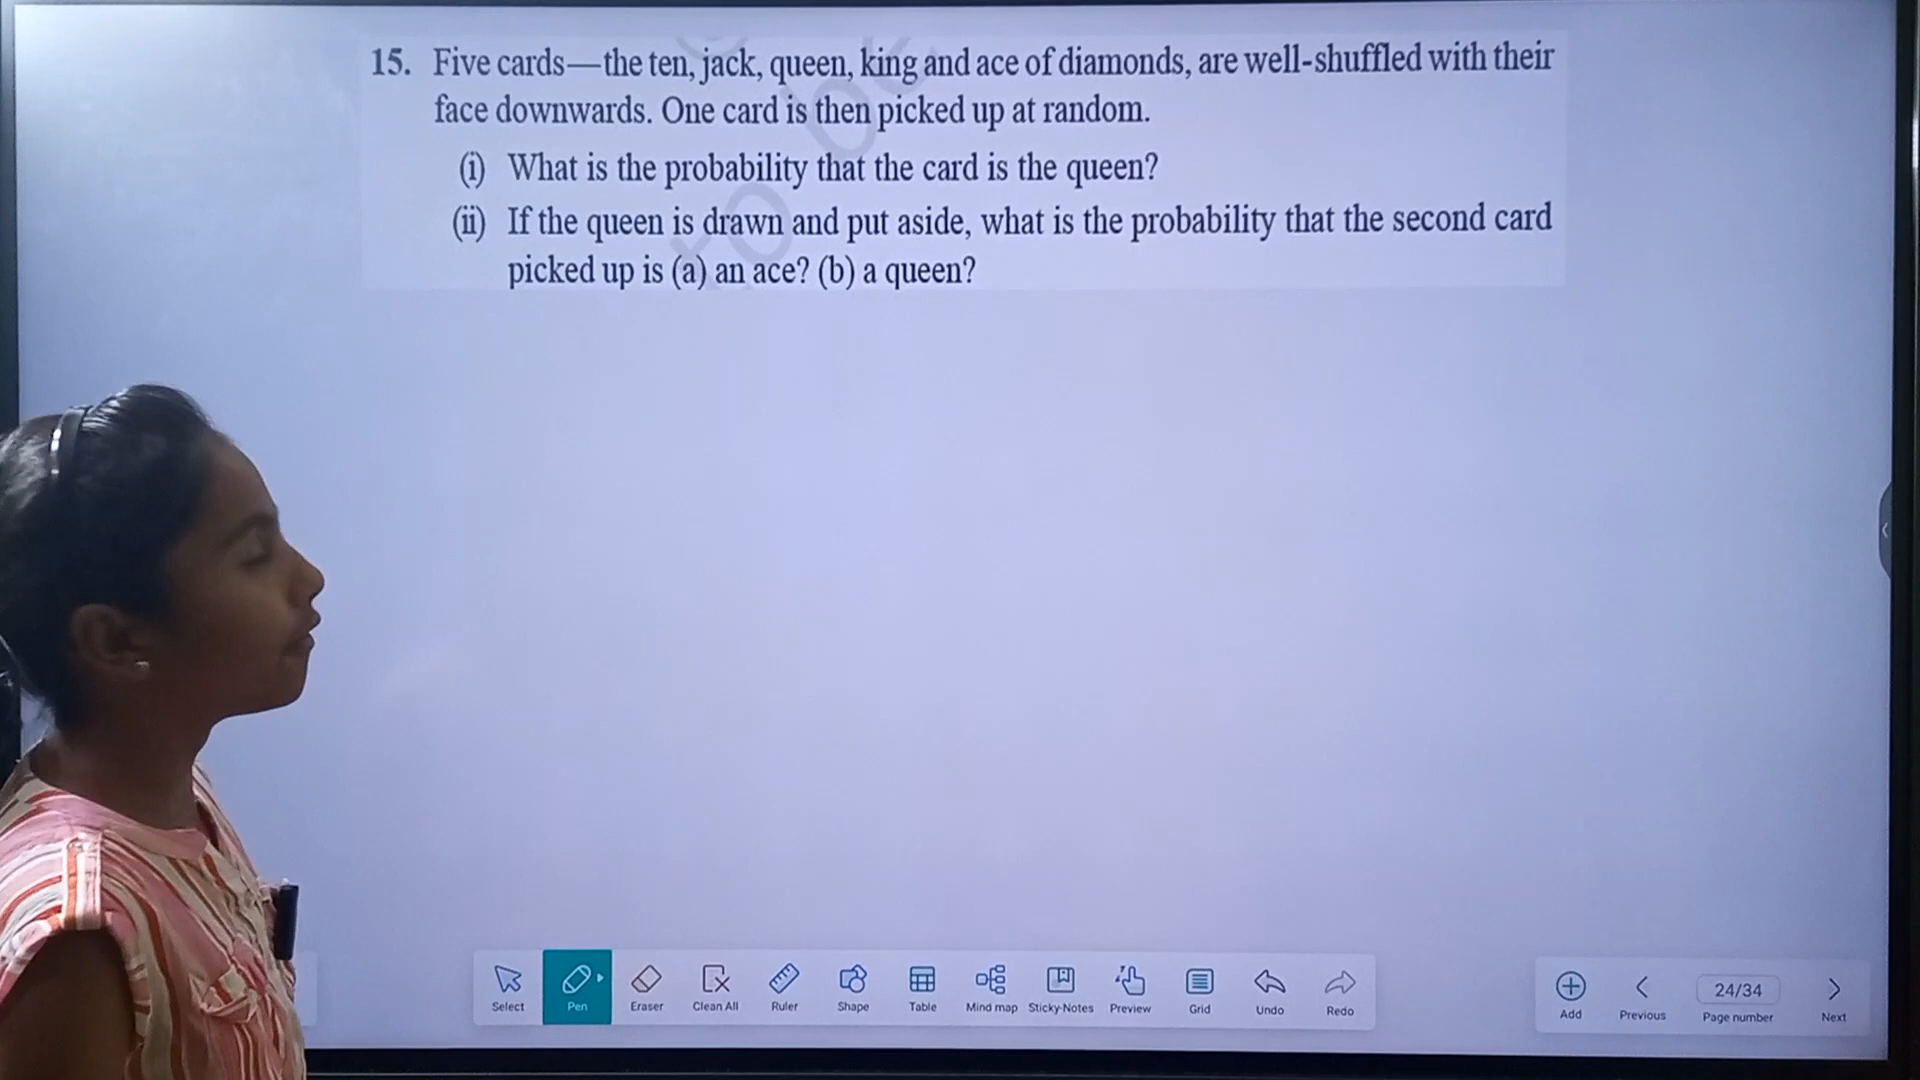 15. Five cards—the ten, jack, queen, king and ace of diamonds, are well-shuffled with their
face downwards. One card is then picked up at random.
(i) What is the probability that the card is the queen?
(ii) If the queen is drawn and put aside, what is the probability that the second card
picked up is (a) an ace? (b) a queen?
Select Pen Eraser Clean All Ruler Shape Table Mind map Sticky-Notes Preview Grid Undo Redo
24/34
Add Previous Page number Next